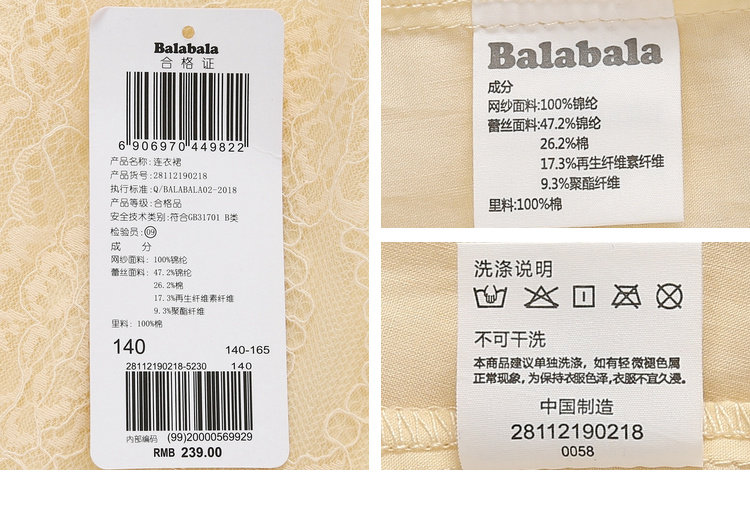 Balabala
合格证
6 906970 449822
产品名称: 连衣裙
产品货号: 28112190218
执行标准: Q/BALABALA02-2018
产品等级: 合格品
安全技术类别: 符合GB31701 B类
检验员: 09
成 分
网纱面料: 100%锦纶
蕾丝面料: 47.2%锦纶
26.2%棉
17.3%再生纤维素纤维
9.3%聚酯纤维
里料: 100%棉
140 140-165
28112190218-5230 140
内部编码 (99)20000569929
RMB 239.00
Balabala
成分
网纱面料:100%锦纶
蕾丝面料:47.2%锦纶
26.2%棉
17.3%再生纤维素纤维
9.3%聚酯纤维
里料:100%棉
洗涤说明
不可干洗
本商品建议单独洗涤，如有轻微褪色属
正常现象，为保持衣服色泽，衣服不宜久浸。
中国制造
28112190218
0058